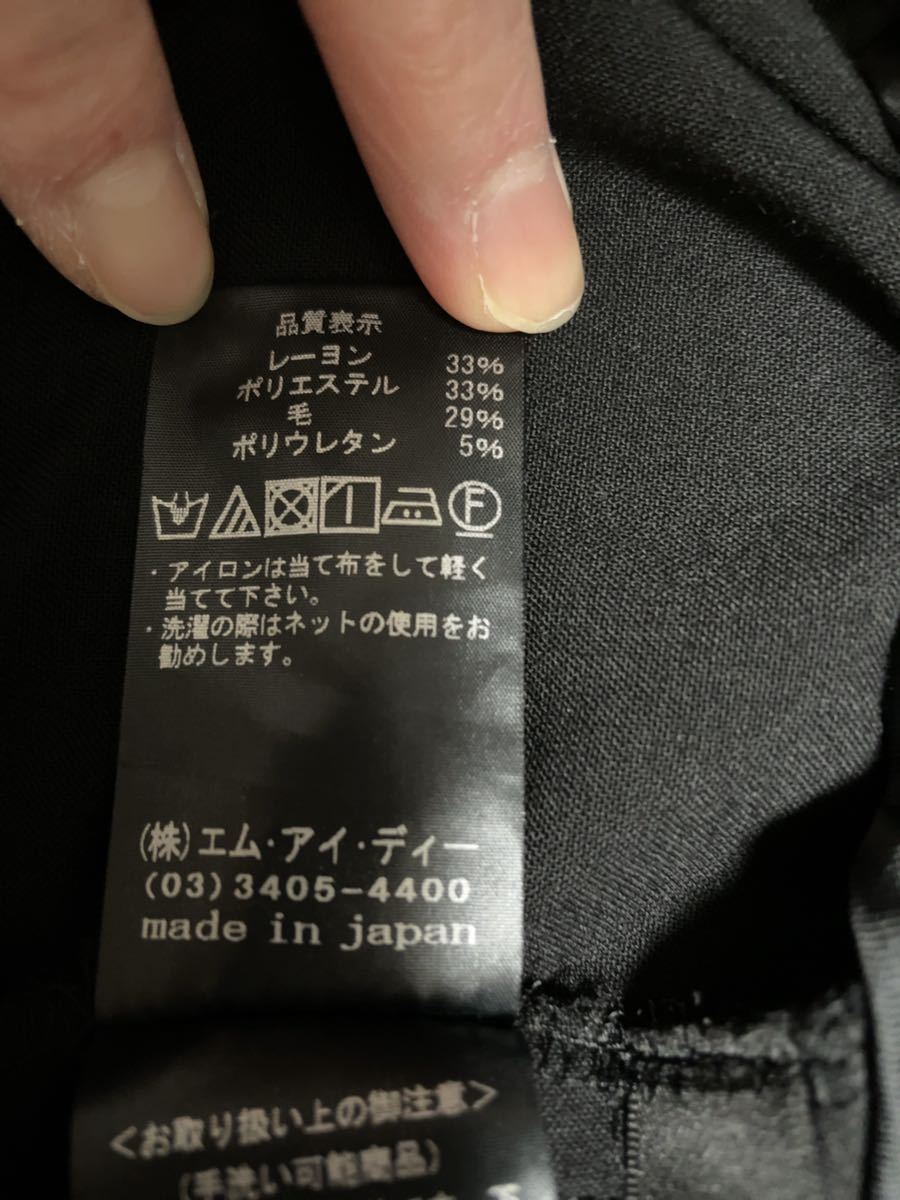 品質表示
レーヨン 33%
ポリエステル 33%
毛 29%
ポリウレタン 5%
F
・アイロンは当て布をして軽く
当てて下さい。
・洗濯の際はネットの使用をお
勧めします。
(株)エム・アイ・ディー
(03)3405-4400
made in japan
<お取り扱い上の御注意>
(手洗い可能商品)